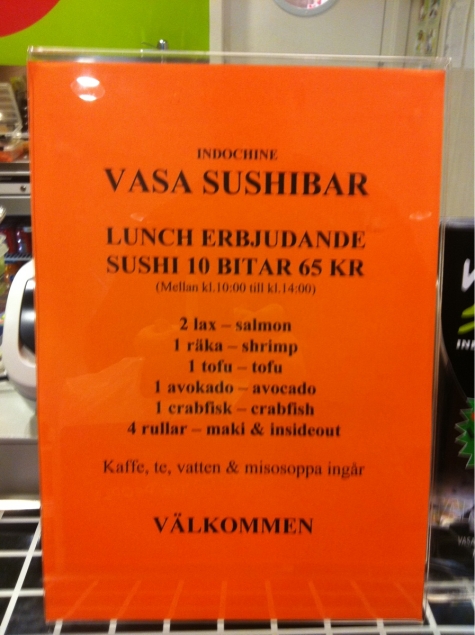 INDOCHINE
VASA SUSHIBAR
LUNCH ERBJUDANDE
SUSHI 10 BITAR 65 KR
(Mellan kl.10:00 till kl.14:00)
2 lax – salmon
1 räka – shrimp
1 tofu – tofu
1 avokado – avocado
1 crabfisk – crabfish
4 rullar – maki & insideout
Kaffe, te, vatten & misosoppa ingår
VÄLKOMMEN